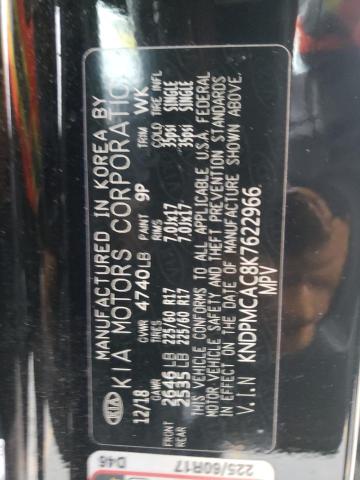 MANUFACTURED IN KOREA BY
KIA MOTORS CORPORATION
KIA
12/18 GVWR 4740LB PAINT 9P TRIM WK
GAWR TIRES RIMS COLD TIRE INFL
FRONT 2646 LB 225/60 R17 7.0JX17 35psi SINGLE
REAR 2535 LB 225/60 R17 7.0JX17 35psi SINGLE
THIS VEHICLE CONFORMS TO ALL APPLICABLE U.S.A. FEDERAL
MOTOR VEHICLE SAFETY AND THEFT PREVENTION STANDARDS
IN EFFECT ON THE DATE OF MANUFACTURE SHOWN ABOVE.
V.I.N KNDPMCAC8K7622966
MPV
D46
225/60R17